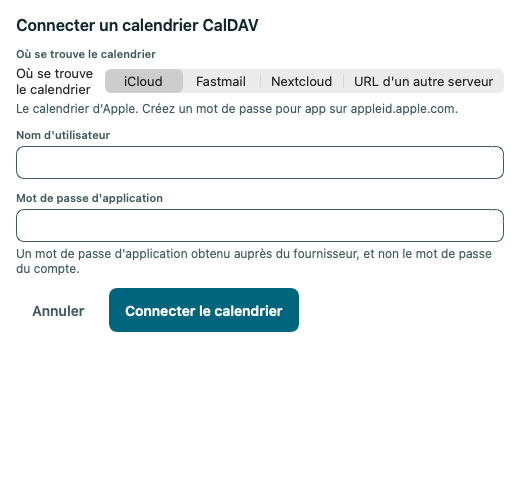 Connecter un calendrier CalDAV
Où se trouve le calendrier
Où se trouve
le calendrier
iCloud Fastmail Nextcloud URL d'un autre serveur
Le calendrier d'Apple. Créez un mot de passe pour app sur appleid.apple.com.
Nom d'utilisateur
Mot de passe d'application
Un mot de passe d'application obtenu auprès du fournisseur, et non le mot de passe
du compte.
Annuler Connecter le calendrier